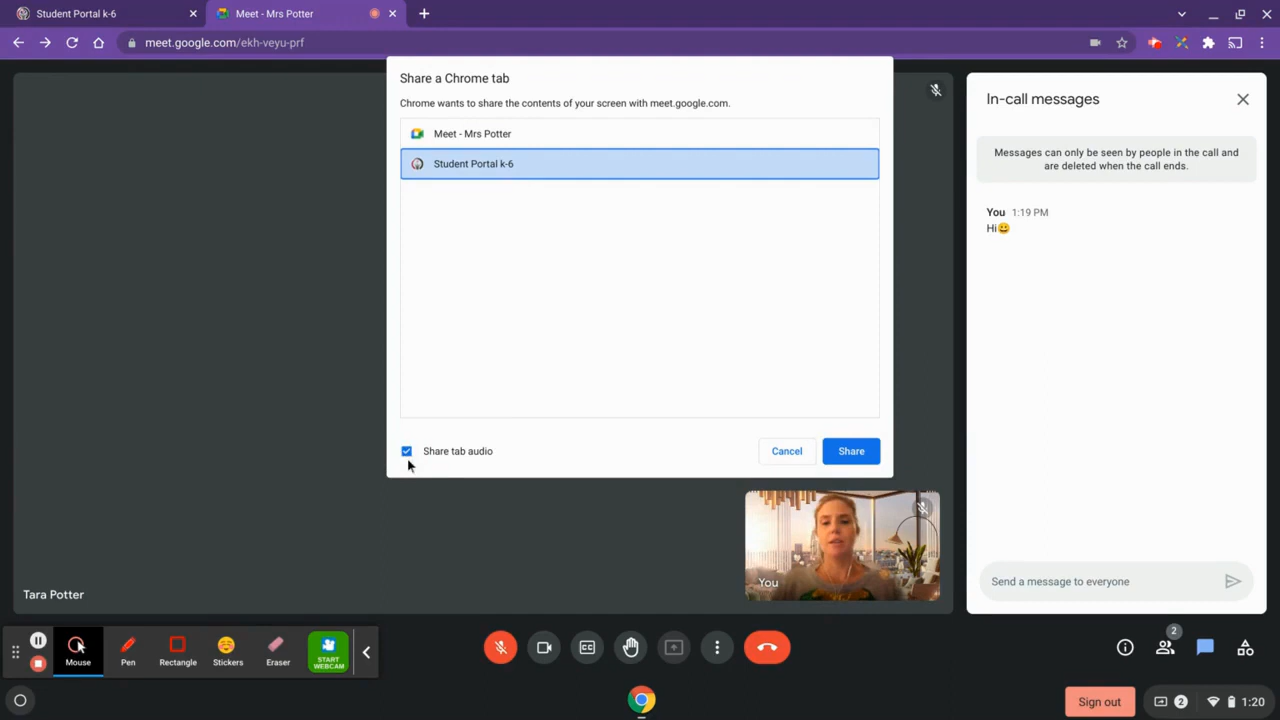 Student Portal k-6
Meet - Mrs Potter
meet.google.com/ekh-veyu-prf
Share a Chrome tab
Chrome wants to share the contents of your screen with meet.google.com.
Meet - Mrs Potter
Student Portal k-6
Share tab audio
Cancel
Share
In-call messages
Messages can only be seen by people in the call and
are deleted when the call ends.
You 1:19 PM
Hi😀
Send a message to everyone
You
Tara Potter
Mouse
Pen
Rectangle
Stickers
Eraser
START
WEBCAM
CC
2
Sign out
2
1:20